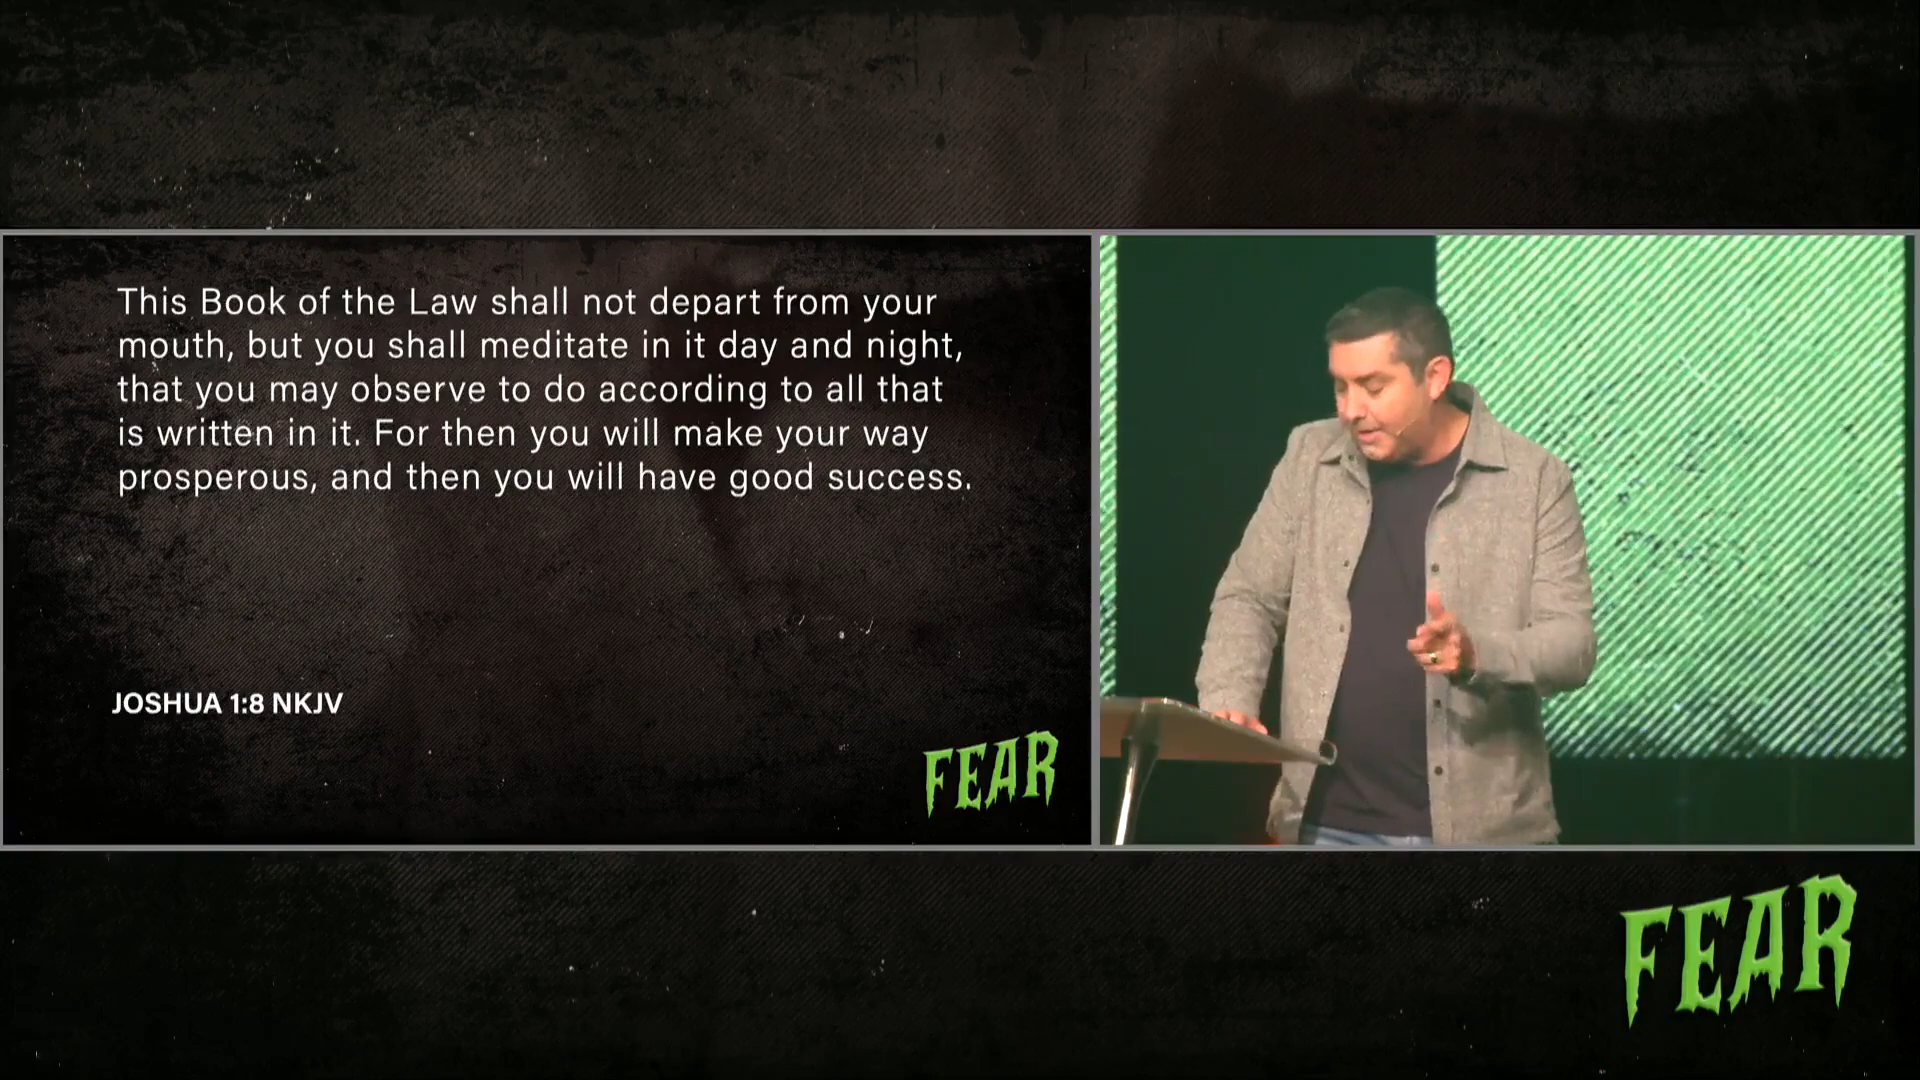 This Book of the Law shall not depart from your
mouth, but you shall meditate in it day and night,
that you may observe to do according to all that
is written in it. For then you will make your way
prosperous, and then you will have good success.
JOSHUA 1:8 NKJV
FEAR
FEAR